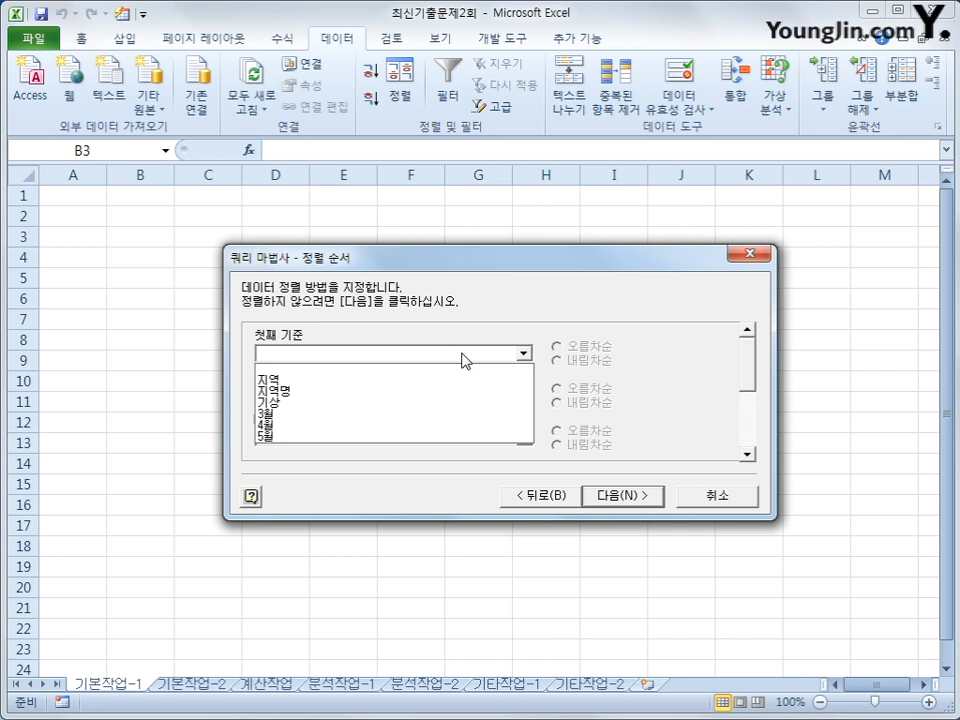 최신기출문제2회 - Microsoft Excel
YoungJin.com Y.
파일 홈 삽입 페이지 레이아웃 수식 데이터 검토 보기 개발 도구 추가 기능
Access 웹 텍스트 기타 원본 기존 연결
외부 데이터 가져오기
모두 새로 고침 연결 속성 연결 편집
연결
정렬 필터 지우기 다시 적용 고급
정렬 및 필터
텍스트 나누기 중복된 항목 제거 데이터 유효성 검사 통합 가상 분석
데이터 도구
그룹 그룹 해제 부분합
윤곽선
B3 fx
A B C D E F G H I J K L M
1
2
3
4
5
6
7
8
9
10
11
12
13
14
15
16
17
18
19
20
21
22
23
24
쿼리 마법사 - 정렬 순서
데이터 정렬 방법을 지정합니다.
정렬하지 않으려면 [다음]을 클릭하십시오.
첫째 기준
오름차순
내림차순
지역
지역명
기상
3월
4월
5월
오름차순
내림차순
오름차순
내림차순
< 뒤로(B) 다음(N) > 취소
기본작업-1 기본작업-2 계산작업 분석작업-1 분석작업-2 기타작업-1 기타작업-2
준비 100%